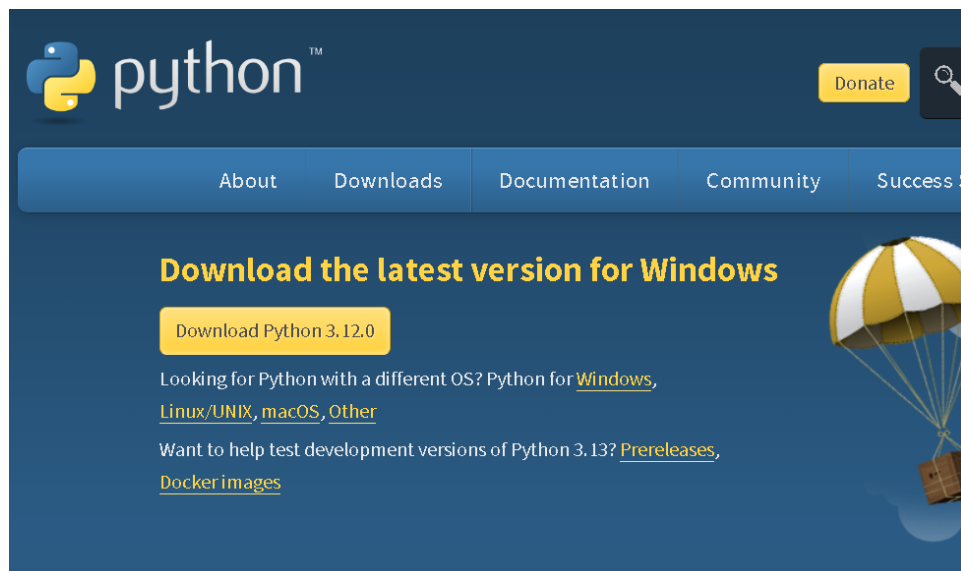 python™
Donate
About Downloads Documentation Community Success
Download the latest version for Windows
Download Python 3.12.0
Looking for Python with a different OS? Python for Windows,
Linux/UNIX, macOS, Other
Want to help test development versions of Python 3.13? Prereleases,
Docker images